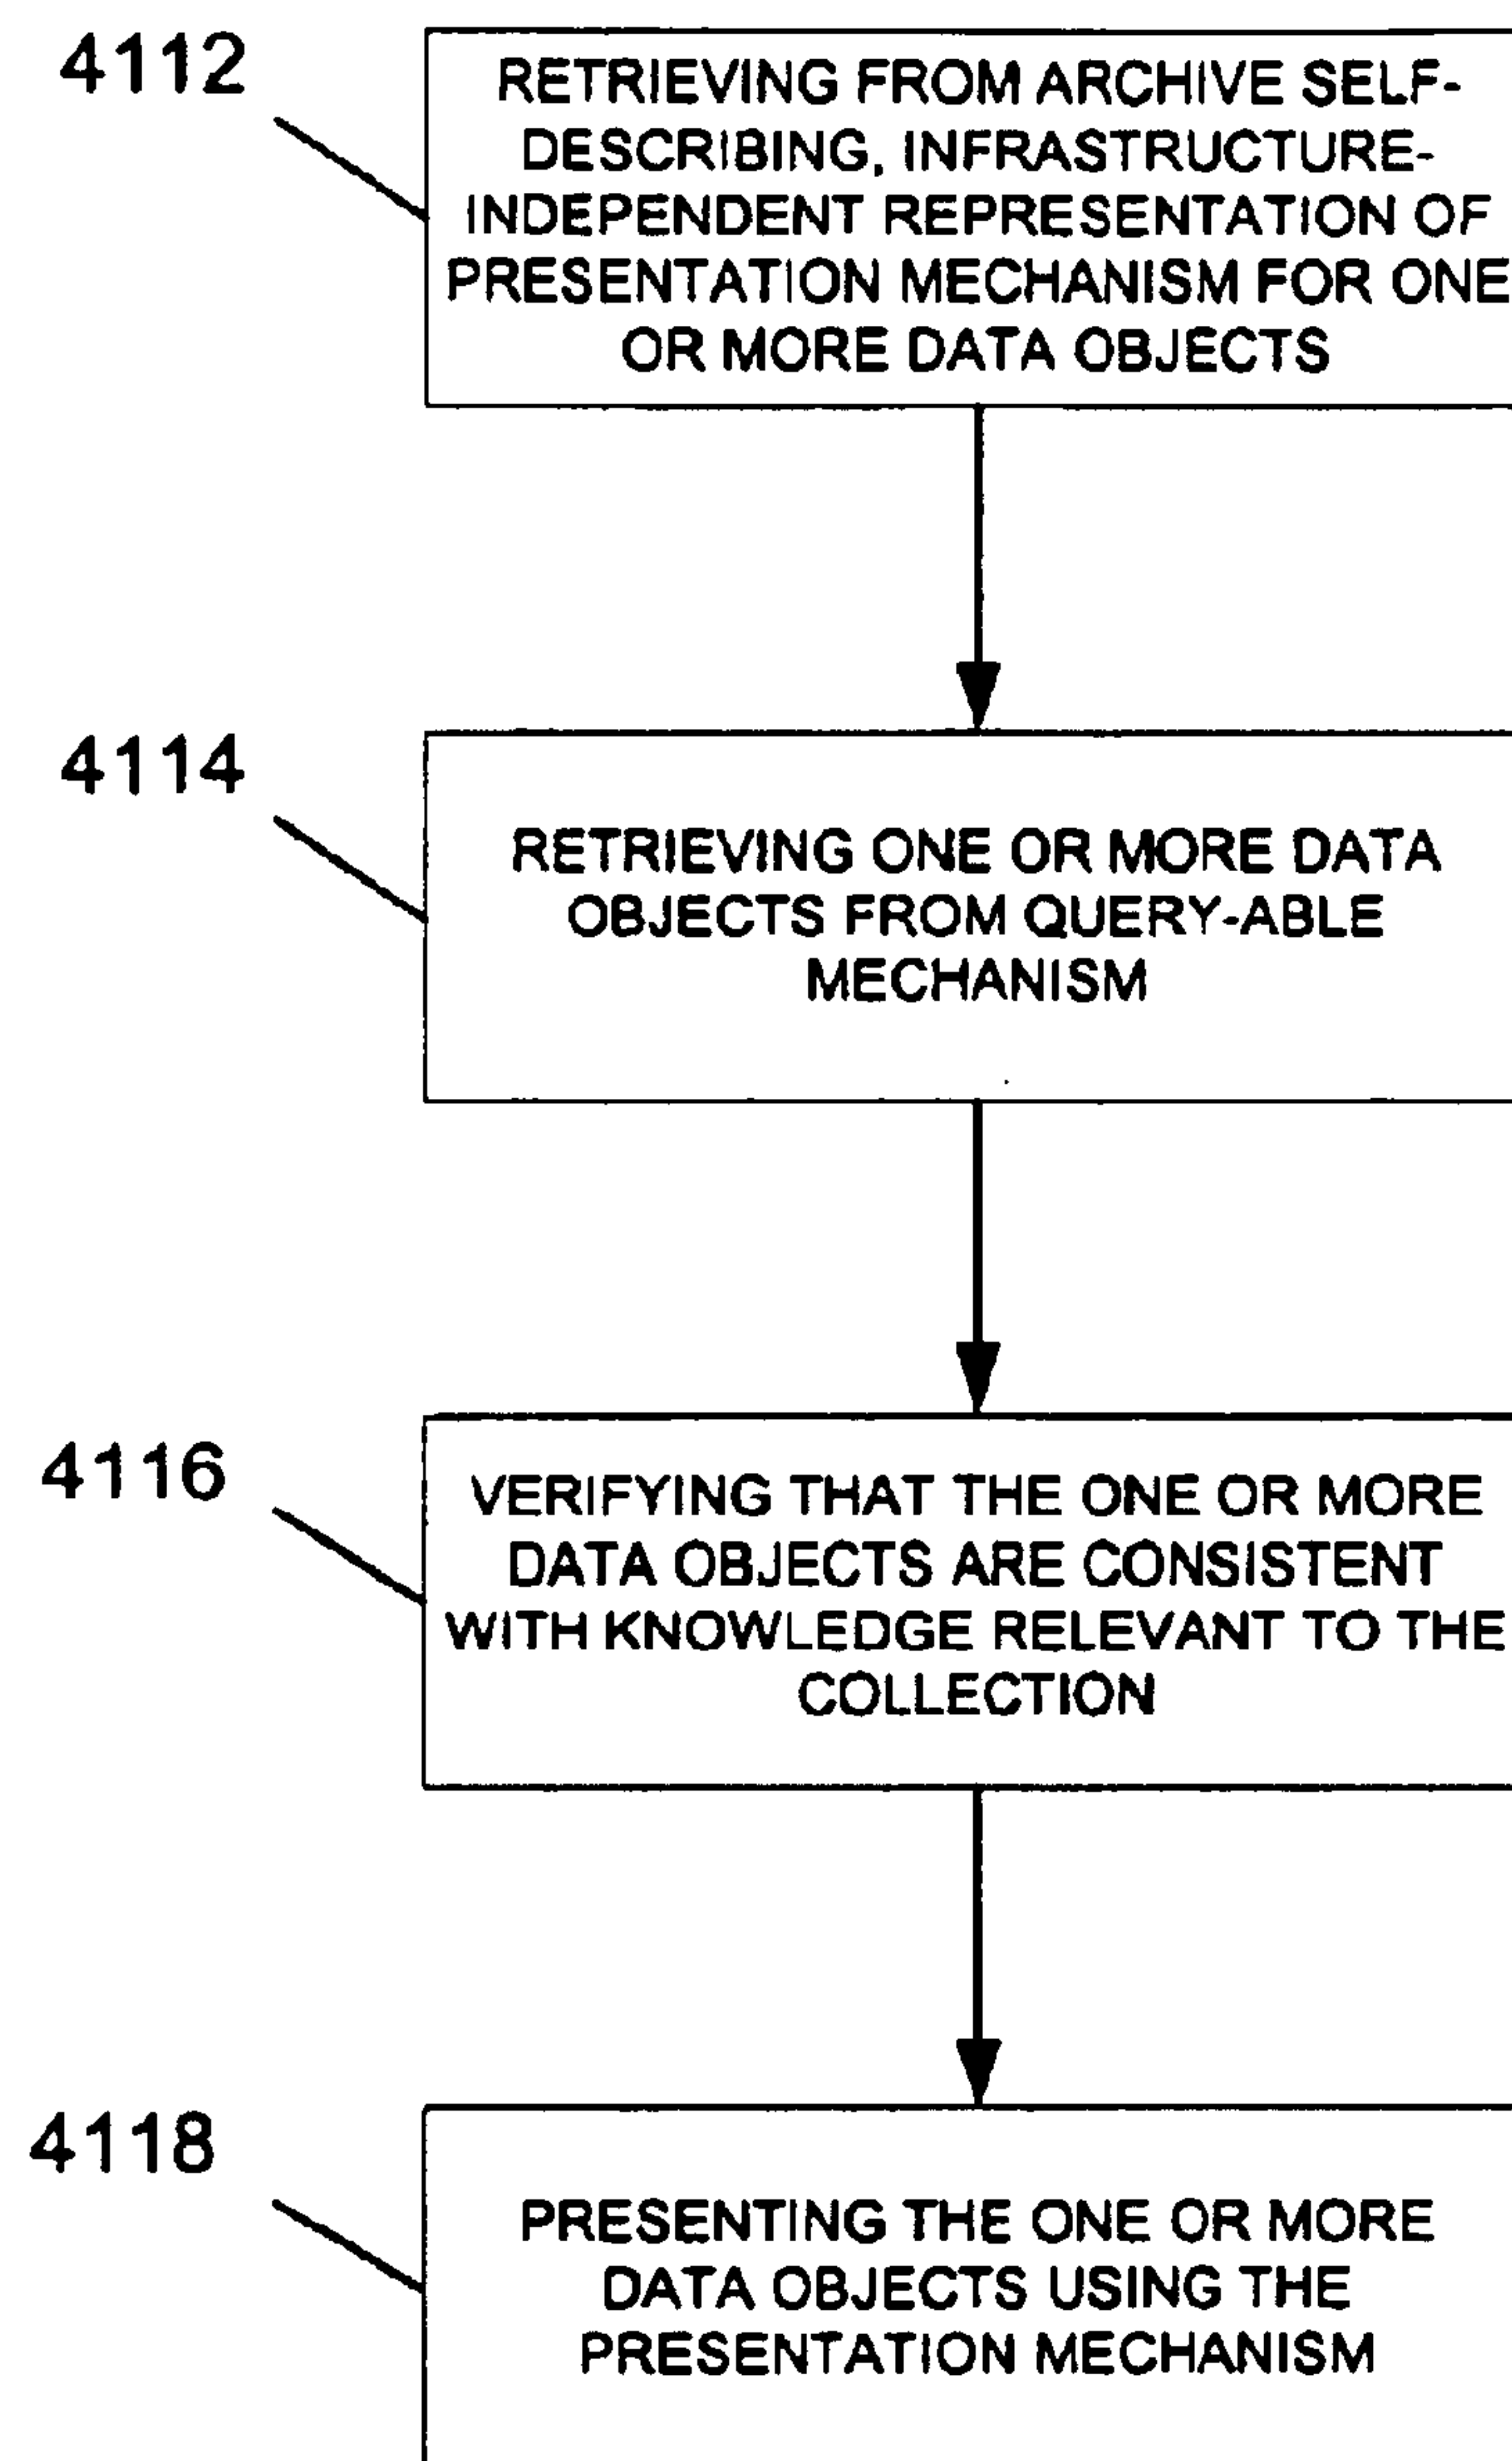 4112
RETRIEVING FROM ARCHIVE SELF-
DESCRIBING, INFRASTRUCTURE-
INDEPENDENT REPRESENTATION OF
PRESENTATION MECHANISM FOR ONE
OR MORE DATA OBJECTS
4114
RETRIEVING ONE OR MORE DATA
OBJECTS FROM QUERY-ABLE
MECHANISM
4116
VERIFYING THAT THE ONE OR MORE
DATA OBJECTS ARE CONSISTENT
WITH KNOWLEDGE RELEVANT TO THE
COLLECTION
4118
PRESENTING THE ONE OR MORE
DATA OBJECTS USING THE
PRESENTATION MECHANISM